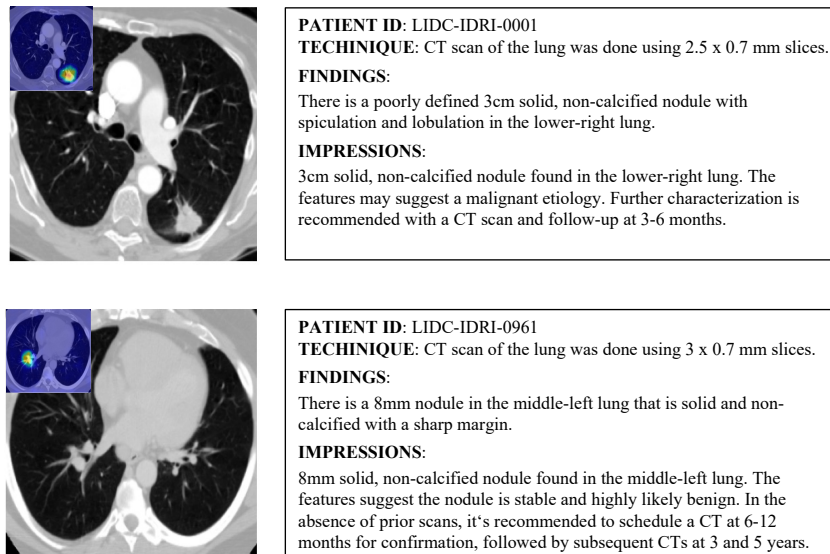 PATIENT ID: LIDC-IDRI-0001
TECHINIQUE: CT scan of the lung was done using 2.5 x 0.7 mm slices.
FINDINGS:
There is a poorly defined 3cm solid, non-calcified nodule with
spiculation and lobulation in the lower-right lung.
IMPRESSIONS:
3cm solid, non-calcified nodule found in the lower-right lung. The
features may suggest a malignant etiology. Further characterization is
recommended with a CT scan and follow-up at 3-6 months.
PATIENT ID: LIDC-IDRI-0961
TECHINIQUE: CT scan of the lung was done using 3 x 0.7 mm slices.
FINDINGS:
There is a 8mm nodule in the middle-left lung that is solid and non-
calcified with a sharp margin.
IMPRESSIONS:
8mm solid, non-calcified nodule found in the middle-left lung. The
features suggest the nodule is stable and highly likely benign. In the
absence of prior scans, it‘s recommended to schedule a CT at 6-12
months for confirmation, followed by subsequent CTs at 3 and 5 years.